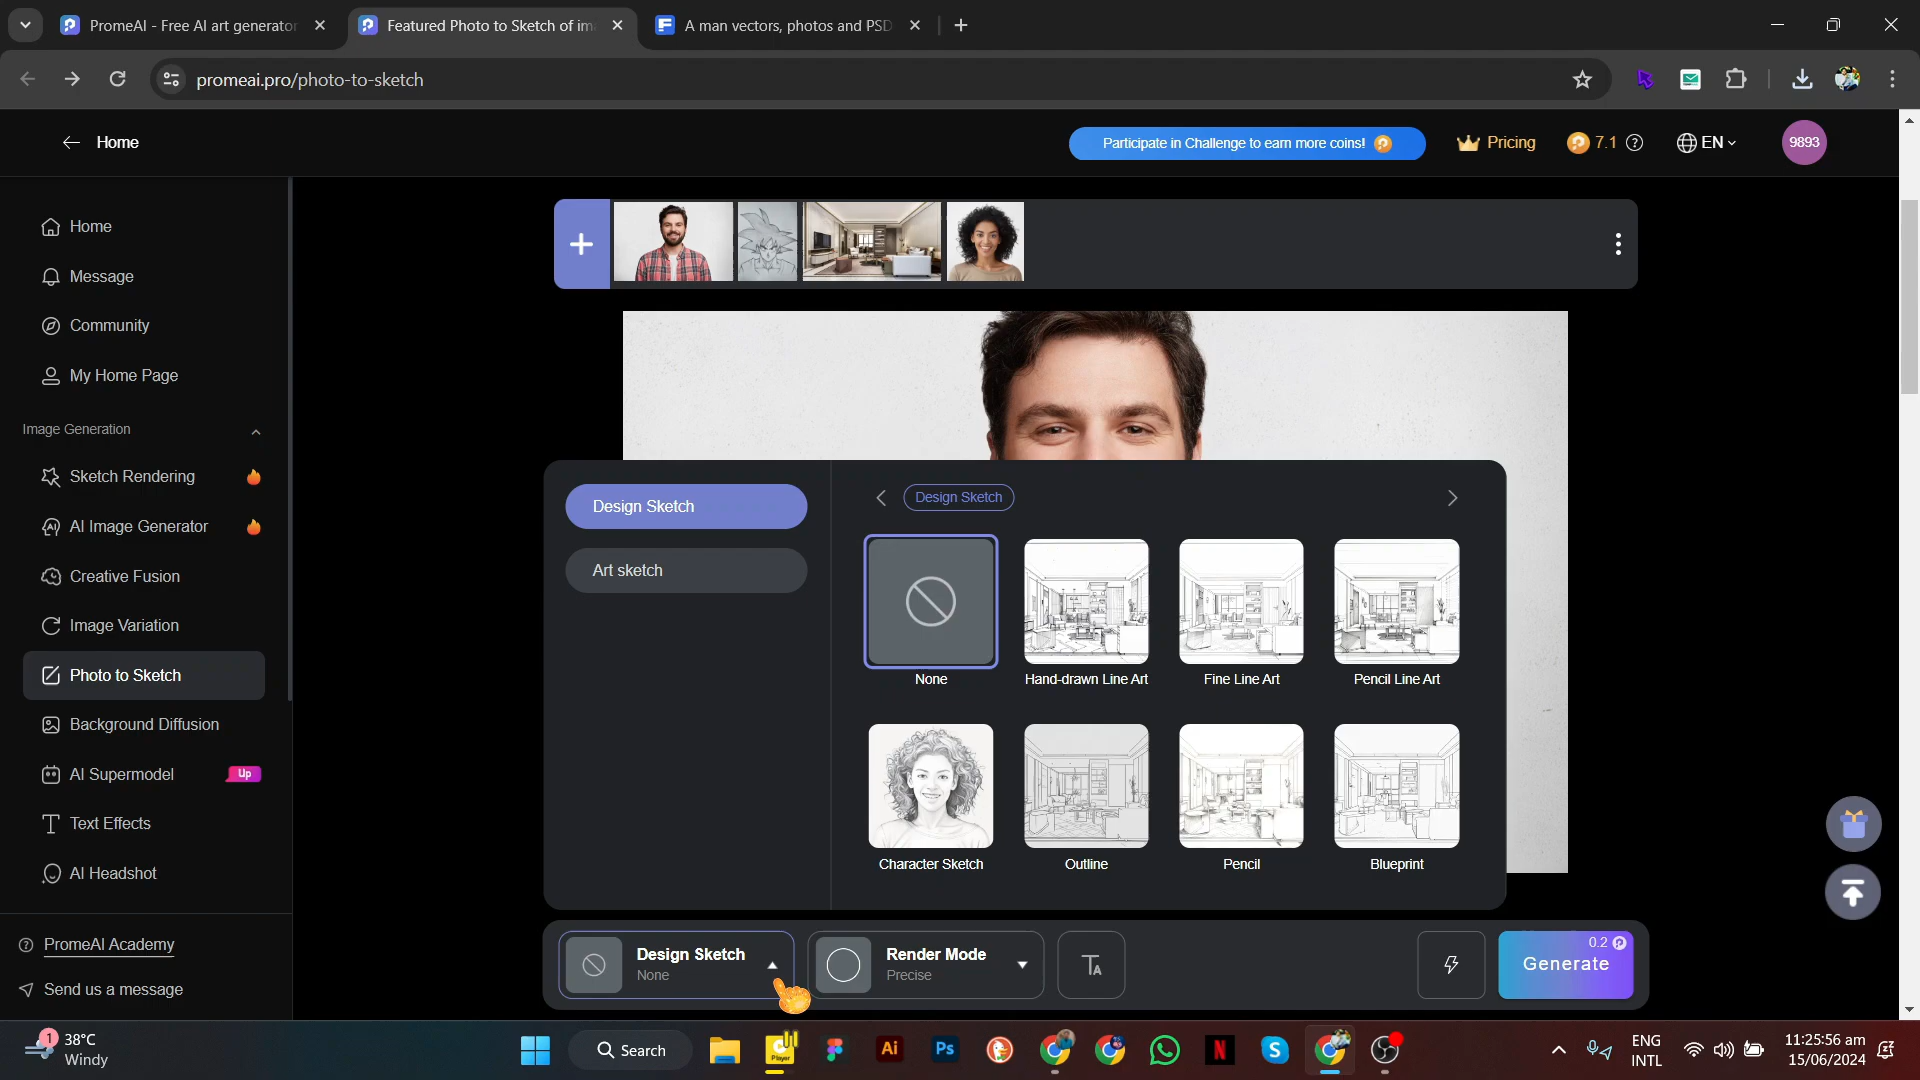 PromeAI - Free AI art generator
Featured Photo to Sketch of im
A man vectors, photos and PSD
promeai.pro/photo-to-sketch
Home
Participate in Challenge to earn more coins!
Pricing
7.1
EN
9893
Home
Message
Community
My Home Page
Image Generation
Sketch Rendering
AI Image Generator
Creative Fusion
Image Variation
Photo to Sketch
Background Diffusion
AI Supermodel
Up
Text Effects
AI Headshot
PromeAI Academy
Send us a message
Design Sketch
Art sketch
Design Sketch
None
Hand-drawn Line Art
Fine Line Art
Pencil Line Art
Character Sketch
Outline
Pencil
Blueprint
Design Sketch
None
Render Mode
Precise
0.2
Generate
1
38°C
Windy
Search
Player
Ai
Ps
N
S
ENG
INTL
11:25:56 am
15/06/2024